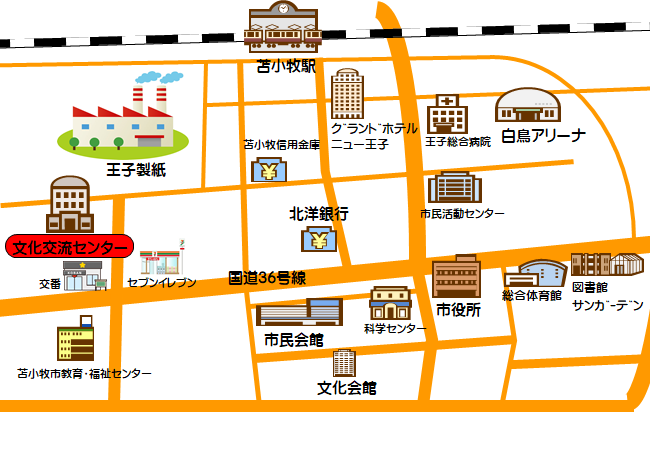 苫小牧駅
王子製紙
苫小牧信用金庫
¥
グランドホテル
ニュー王子
王子総合病院
白鳥アリーナ
文化交流センター
北洋銀行
¥
市民活動センター
交番
セブンイレブン
国道36号線
市役所
総合体育館
図書館
サンガーデン
市民会館
科学センター
苫小牧市教育・福祉センター
文化会館